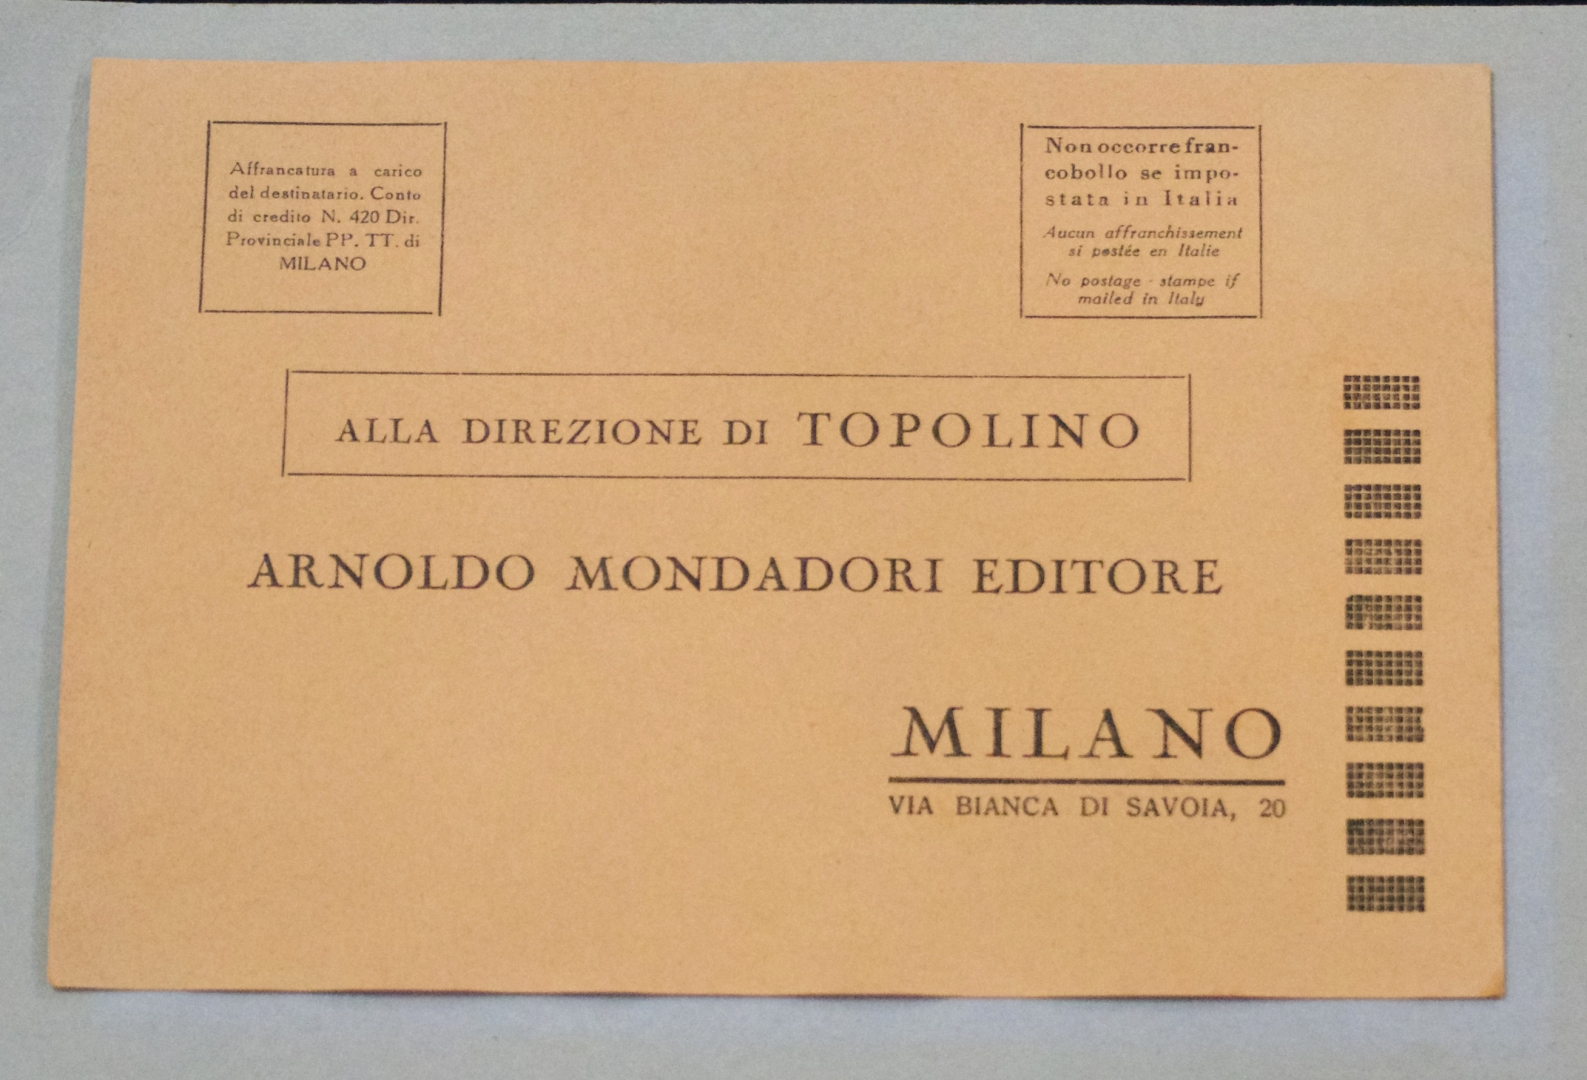 Affrancatura a carico
del destinatario. Conto
di credito N. 420 Dir.
Provinciale PP. TT. di
MILANO
Non occorre fran-
cobollo se impo-
stata in Italia
Aucun affranchissement
si postée en Italie
No postage - stampe if
mailed in Italy
ALLA DIREZIONE DI TOPOLINO
ARNOLDO MONDADORI EDITORE
MILANO
VIA BIANCA DI SAVOIA, 20